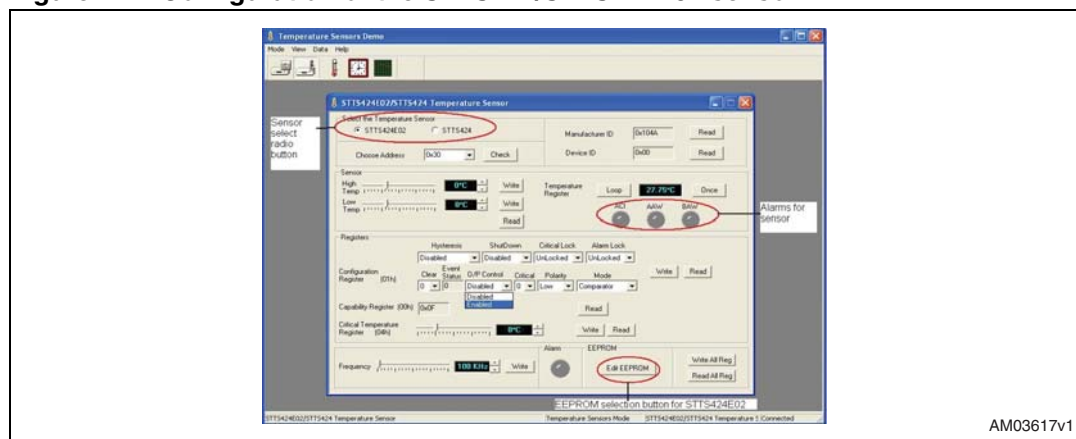 Temperature Sensors Demo
Mode View Data Help
STTS424E02/STTS424 Temperature Sensor
Select the Temperature Sensor
STTS424E02 STTS424
Manufacturer ID 0x104A Read
Choose Address 0x30 Check
Device ID 0x00 Read
Sensor select radio button
Sensor
High Temp 0°C Write
Temperature Register Loop 27.75°C Once
Low Temp 0°C Write
Read
ACI AAW BAW
Alarms for sensor
Registers
Hysteresis ShutDown Critical Lock Alarm Lock
Disabled Disabled UnLocked UnLocked
Configuration Register (01h)
Clear Event Status O/P Control Critical Polarity Mode
0 0 Disabled 0 Low Comparator
Write Read
Disabled
Enabled
Capability Register (00h) 0x0F Read
Critical Temperature Register (04h) 0°C Write Read
Frequency 100 KHz Write
Alarm
EEPROM
Edit EEPROM
Write All Reg
Read All Reg
EEPROM selection button for STTS424E02
STTS424E02/STTS424 Temperature Sensor
Temperature Sensors Mode
STTS424E02/STTS424 Temperature S Connected
AM03617v1